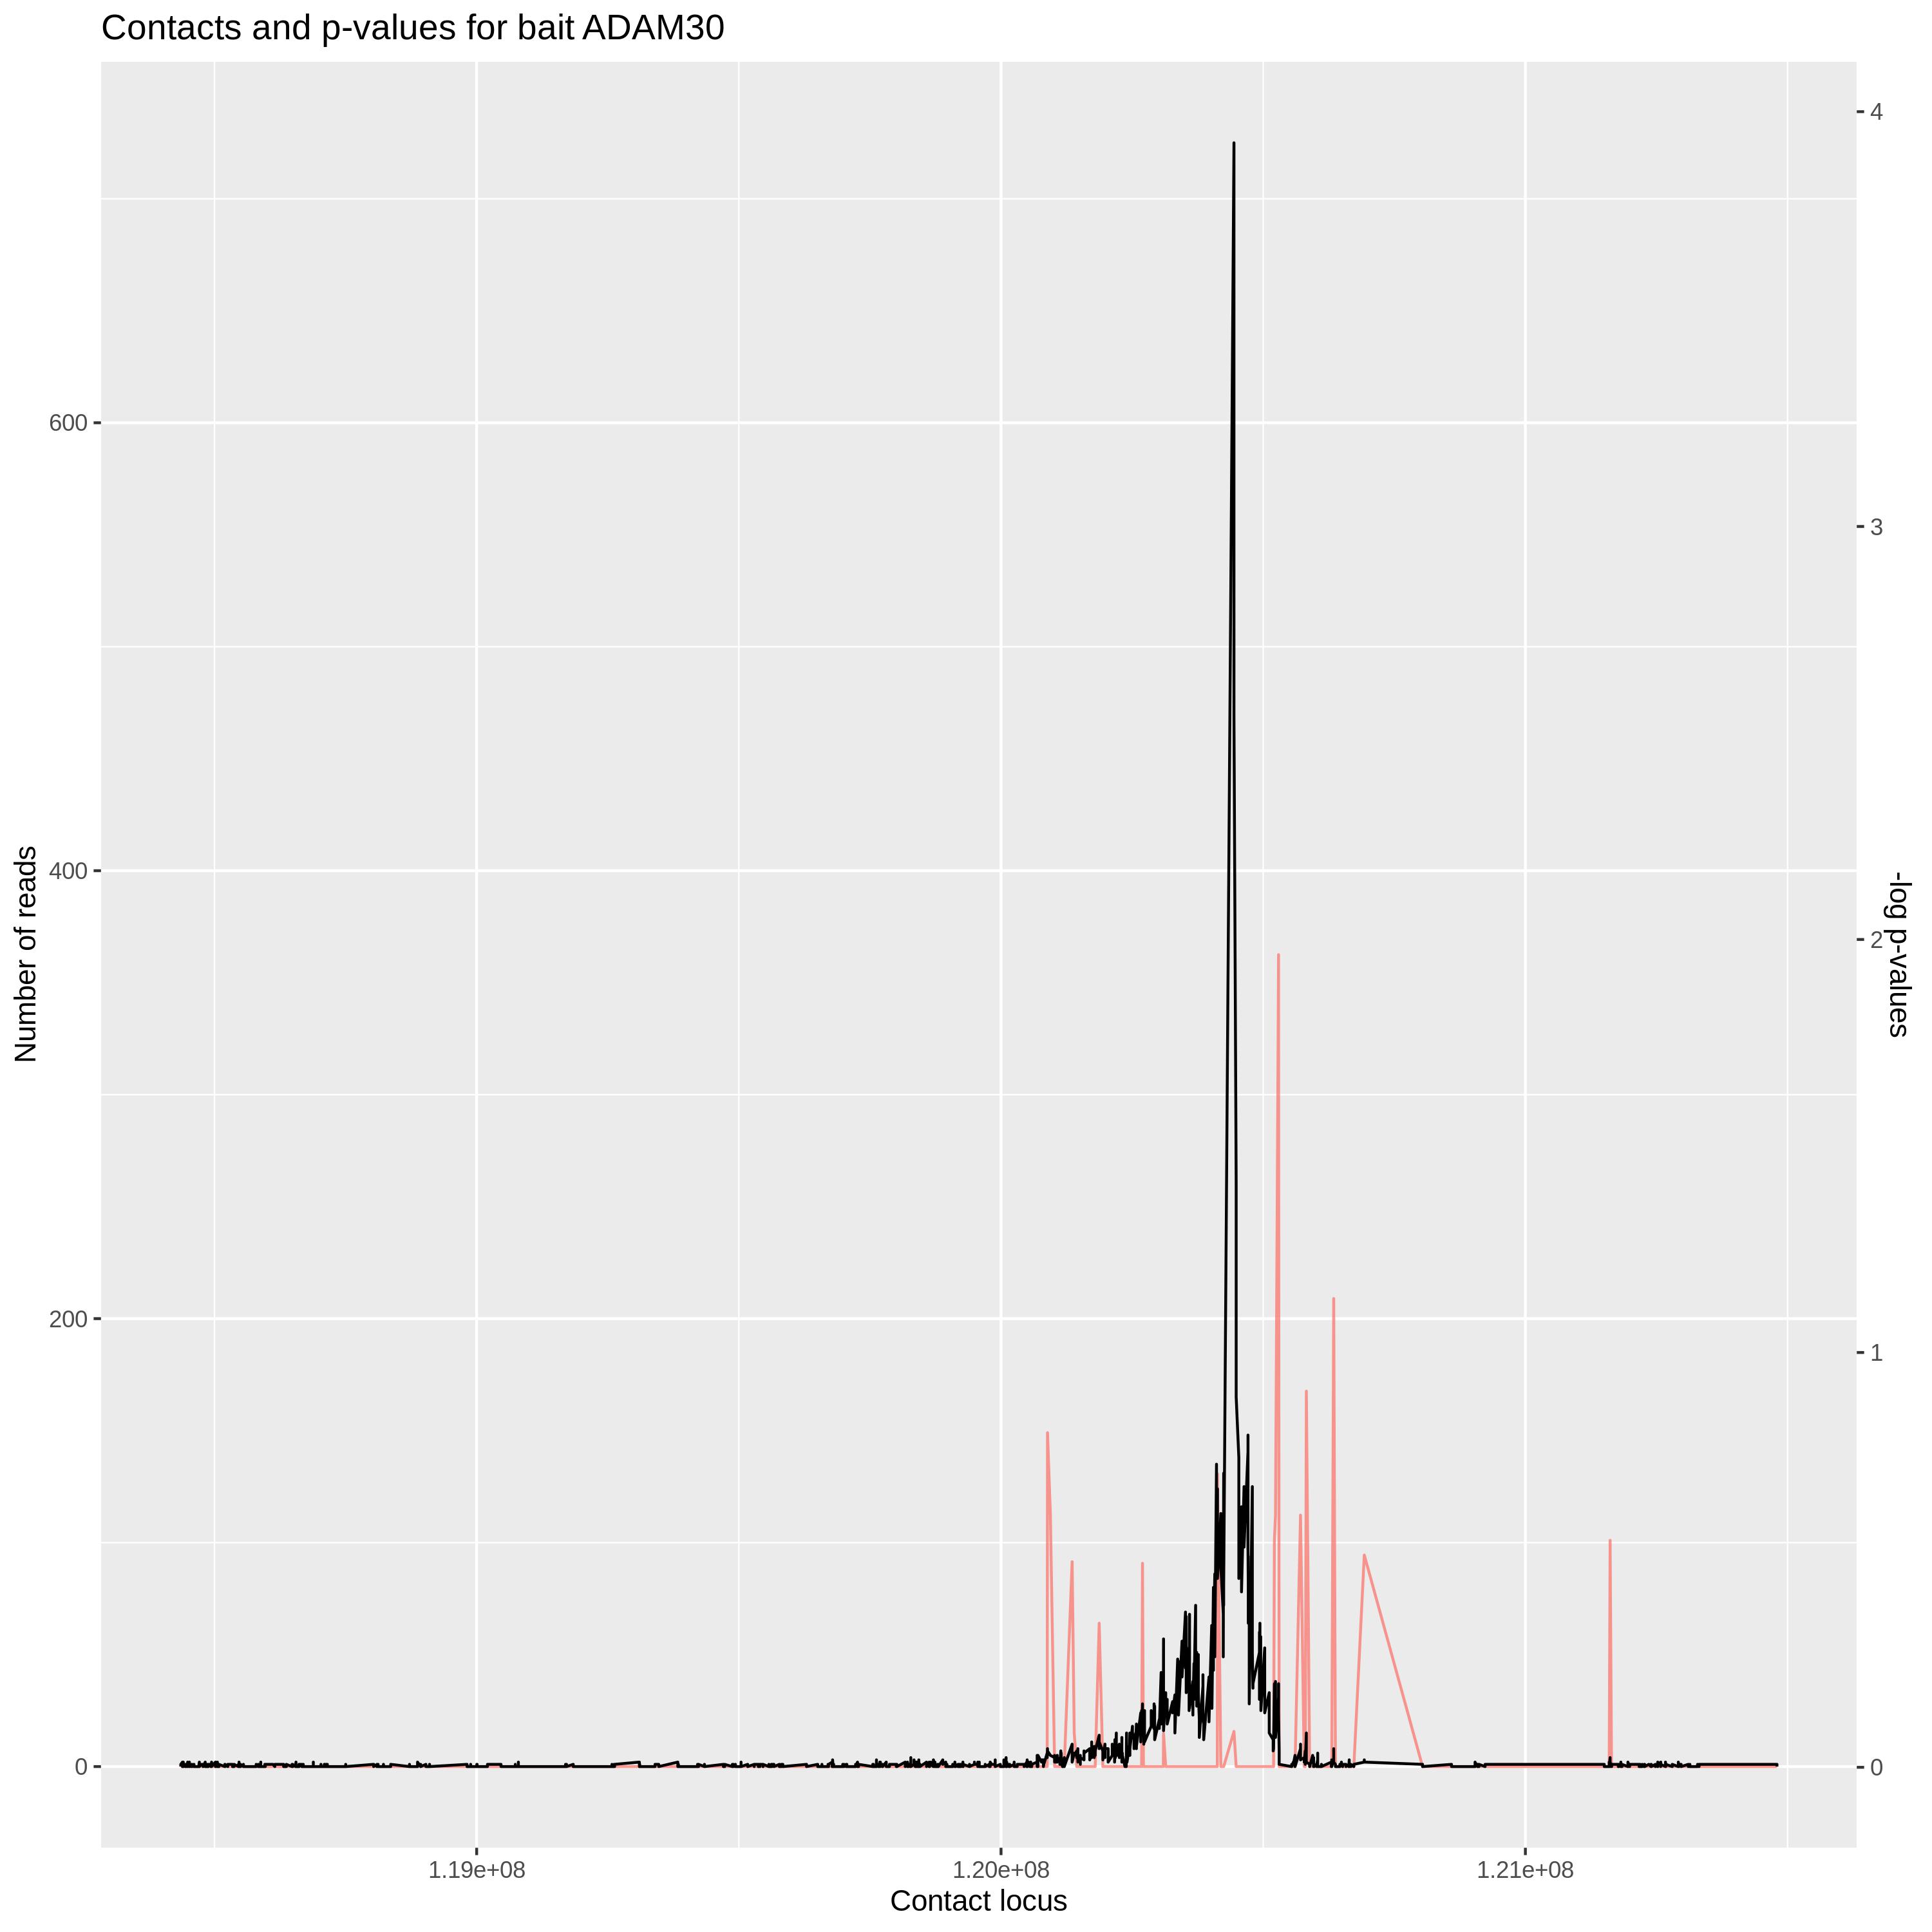 Contacts and p-values for bait ADAM30
4
3
2
1
0
600
400
200
0
Number of reads
-log p-values
1.19e+08
1.20e+08
1.21e+08
Contact locus